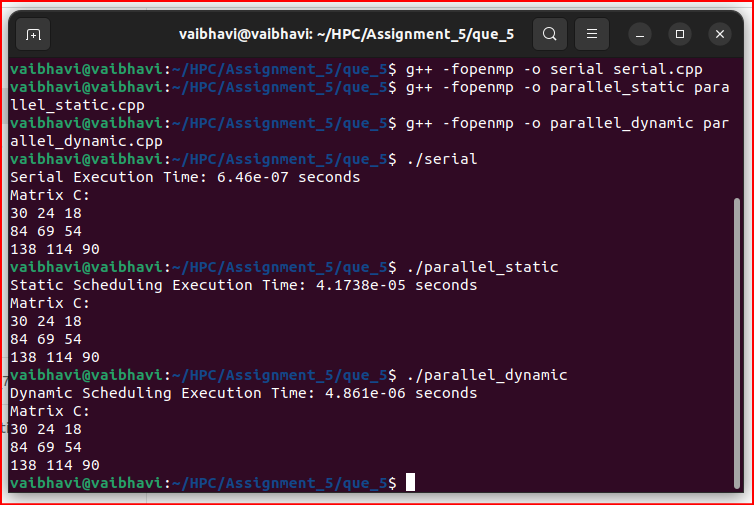 vaibhavi@vaibhavi: ~/HPC/Assignment_5/que_5
vaibhavi@vaibhavi:~/HPC/Assignment_5/que_5$ g++ -fopenmp -o serial serial.cpp
vaibhavi@vaibhavi:~/HPC/Assignment_5/que_5$ g++ -fopenmp -o parallel_static para
llel_static.cpp
vaibhavi@vaibhavi:~/HPC/Assignment_5/que_5$ g++ -fopenmp -o parallel_dynamic par
allel_dynamic.cpp
vaibhavi@vaibhavi:~/HPC/Assignment_5/que_5$ ./serial
Serial Execution Time: 6.46e-07 seconds
Matrix C:
30 24 18
84 69 54
138 114 90
vaibhavi@vaibhavi:~/HPC/Assignment_5/que_5$ ./parallel_static
Static Scheduling Execution Time: 4.1738e-05 seconds
Matrix C:
30 24 18
84 69 54
138 114 90
vaibhavi@vaibhavi:~/HPC/Assignment_5/que_5$ ./parallel_dynamic
Dynamic Scheduling Execution Time: 4.861e-06 seconds
Matrix C:
30 24 18
84 69 54
138 114 90
vaibhavi@vaibhavi:~/HPC/Assignment_5/que_5$